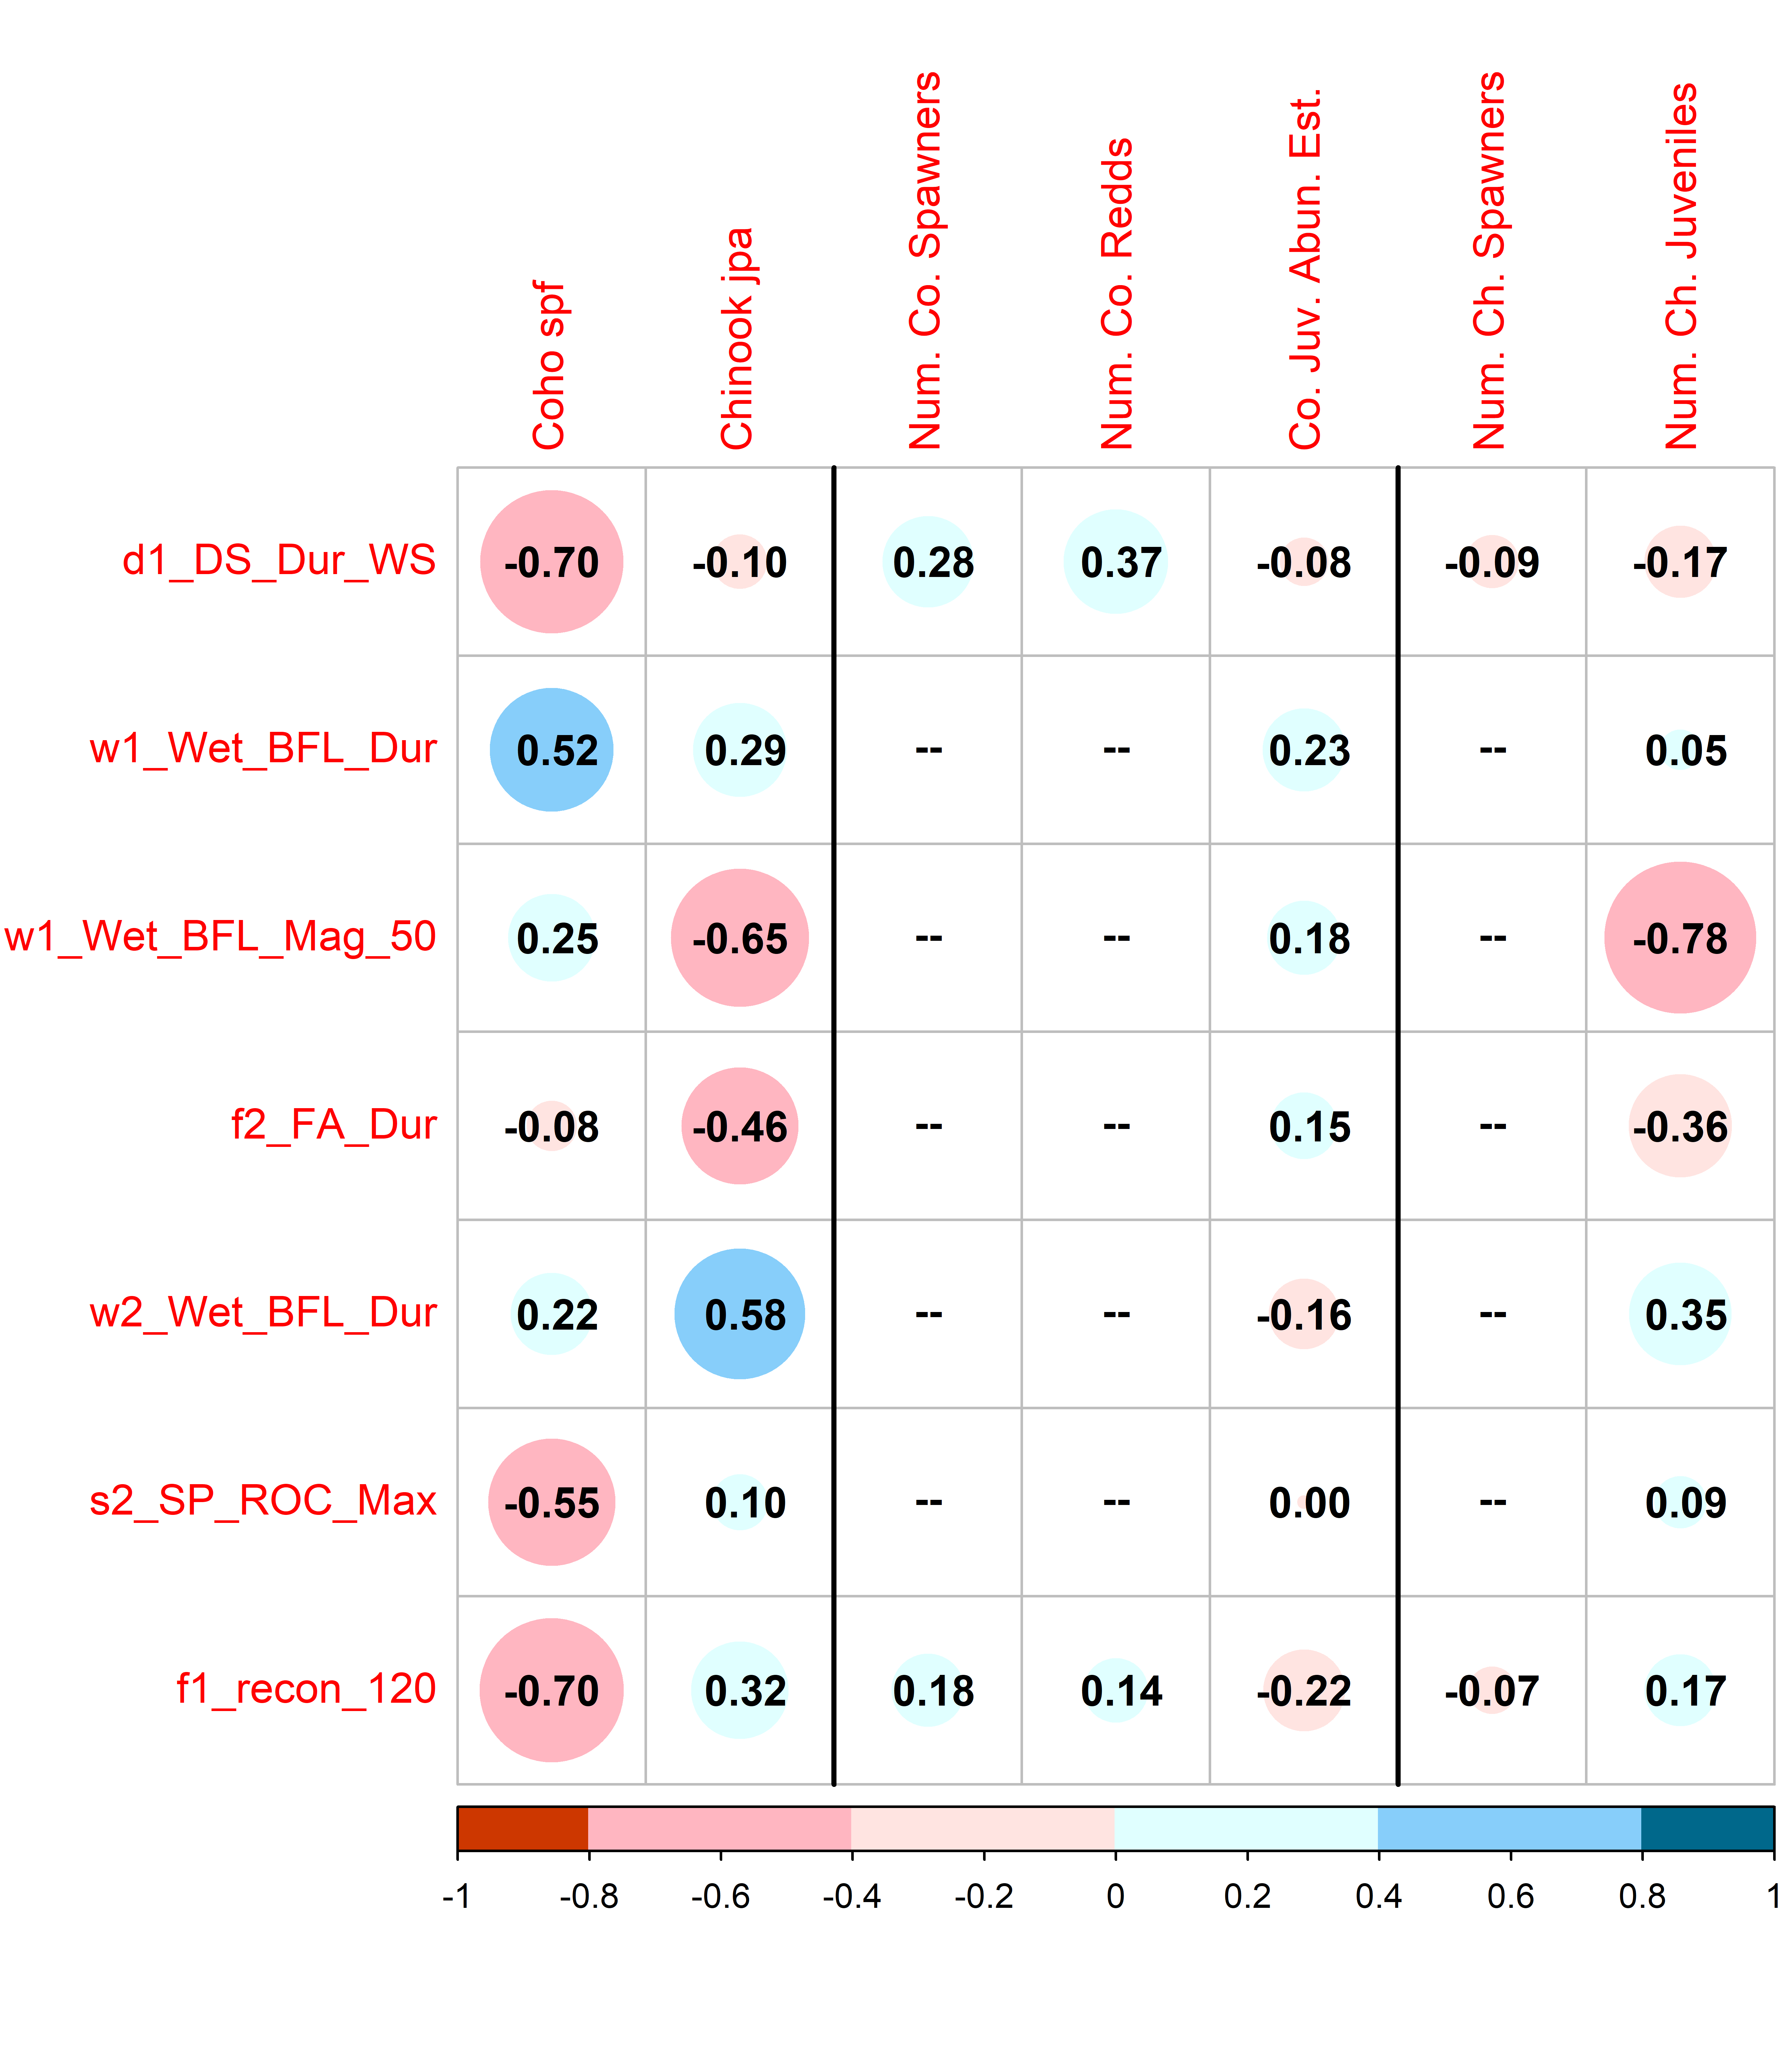 Coho spf
Chinook jpa
Num. Co. Spawners
Num. Co. Redds
Co. Juv. Abun. Est.
Num. Ch. Spawners
Num. Ch. Juveniles
d1_DS_Dur_WS -0.70 -0.10 0.28 0.37 -0.08 -0.09 -0.17
w1_Wet_BFL_Dur 0.52 0.29 -- -- 0.23 -- 0.05
w1_Wet_BFL_Mag_50 0.25 -0.65 -- -- 0.18 -- -0.78
f2_FA_Dur -0.08 -0.46 -- -- 0.15 -- -0.36
w2_Wet_BFL_Dur 0.22 0.58 -- -- -0.16 -- 0.35
s2_SP_ROC_Max -0.55 0.10 -- -- 0.00 -- 0.09
f1_recon_120 -0.70 0.32 0.18 0.14 -0.22 -0.07 0.17
-1 -0.8 -0.6 -0.4 -0.2 0 0.2 0.4 0.6 0.8 1